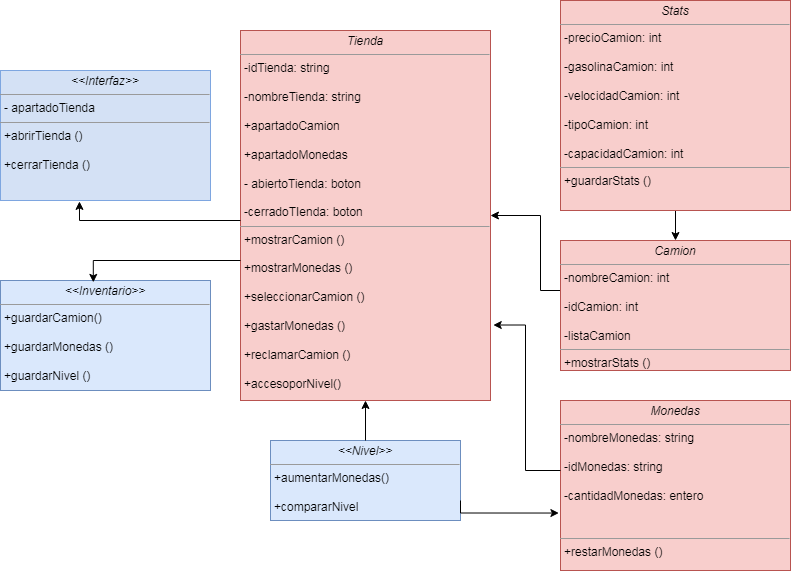 <<Interfaz>>
- apartadoTienda
+abrirTienda ()
+cerrarTienda ()
<<Inventario>>
+guardarCamion()
+guardarMonedas ()
+guardarNivel ()
Tienda
-idTienda: string
-nombreTienda: string
+apartadoCamion
+apartadoMonedas
- abiertoTienda: boton
-cerradoTIenda: boton
+mostrarCamion ()
+mostrarMonedas ()
+seleccionarCamion ()
+gastarMonedas ()
+reclamarCamion ()
+accesoporNivel()
<<Nivel>>
+aumentarMonedas()
+compararNivel
Stats
-precioCamion: int
-gasolinaCamion: int
-velocidadCamion: int
-tipoCamion: int
-capacidadCamion: int
+guardarStats ()
Camion
-nombreCamion: int
-idCamion: int
-listaCamion
+mostrarStats ()
Monedas
-nombreMonedas: string
-idMonedas: string
-cantidadMonedas: entero
+restarMonedas ()